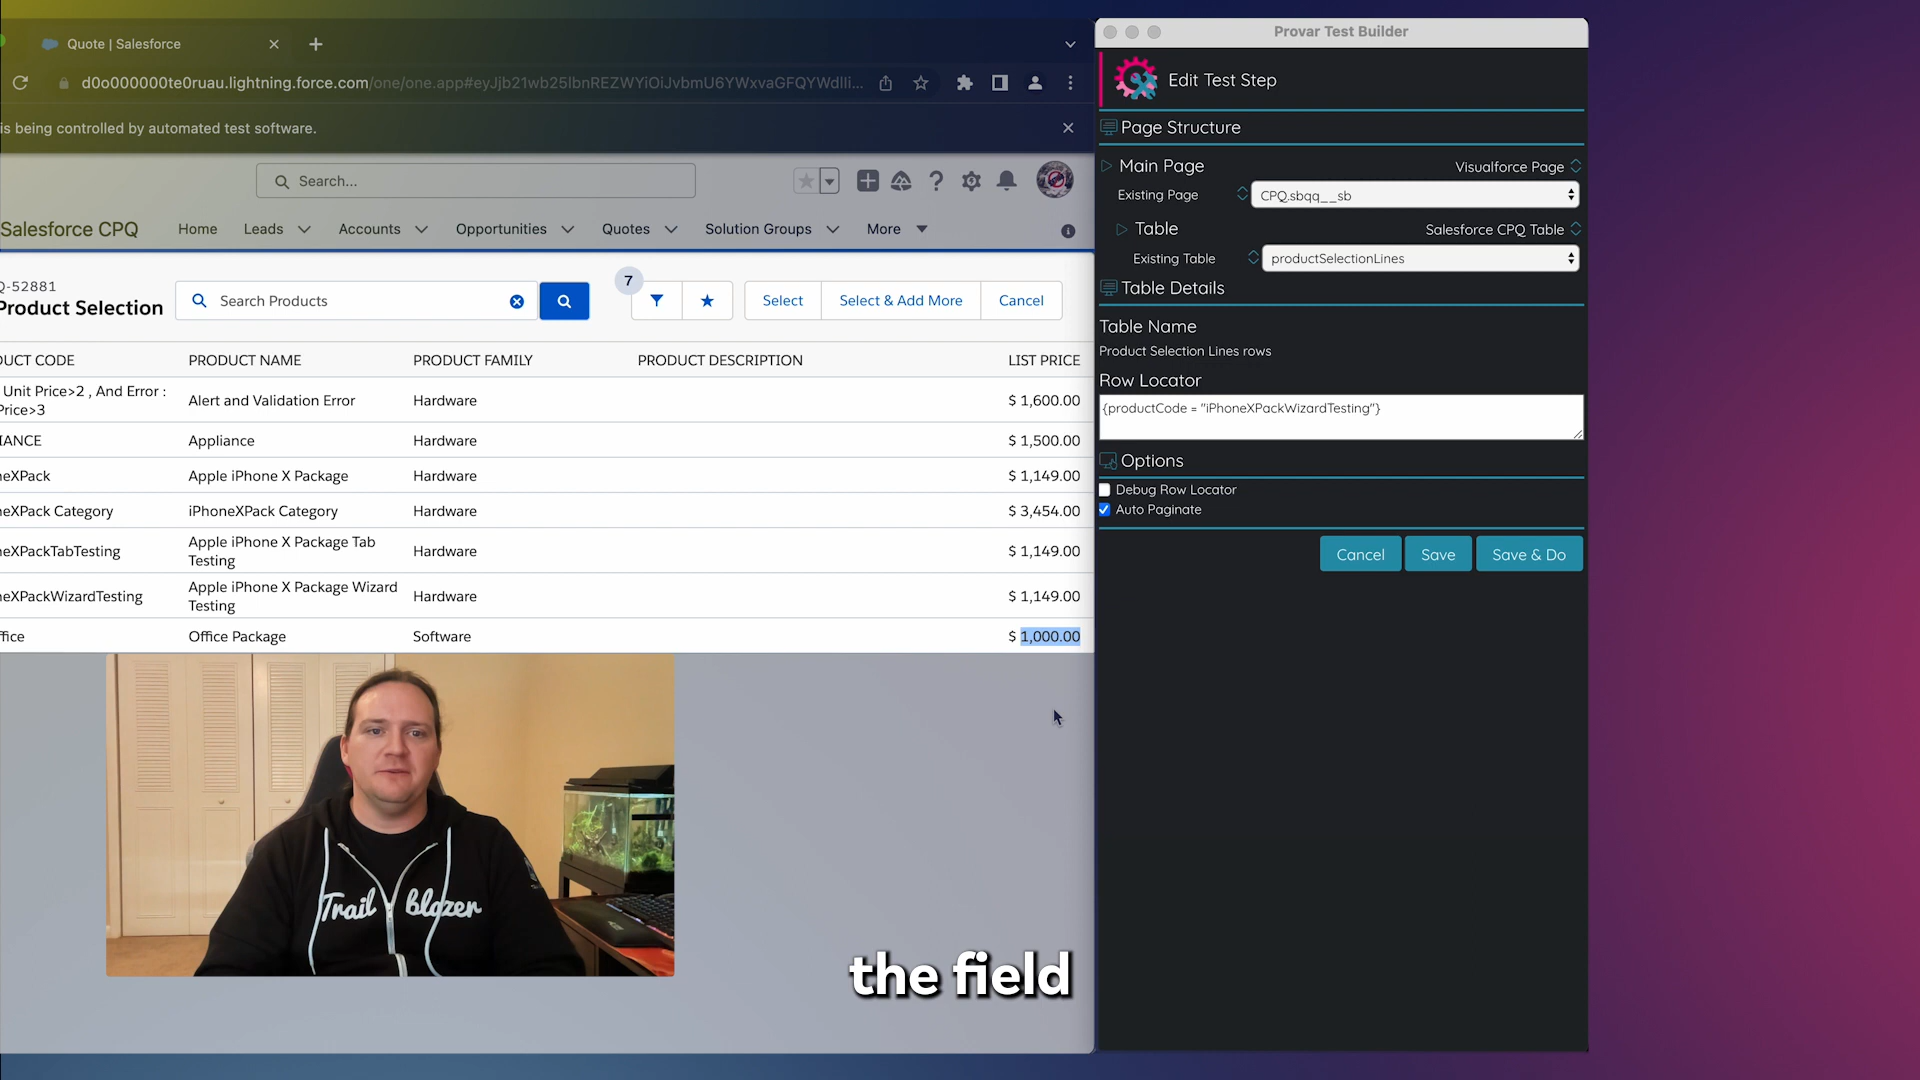 Quote | Salesforce
d0o000000te0ruau.lightning.force.com/one/one.app#eyJjb21wb25lbnREZWYiOiJvbmU6YWxvaGFQYWdlIi...
is being controlled by automated test software.
Search...
Salesforce CPQ
Home
Leads
Accounts
Opportunities
Quotes
Solution Groups
More
Q-52881
Product Selection
Search Products
7
Select
Select & Add More
Cancel
DUCT CODE
PRODUCT NAME
PRODUCT FAMILY
PRODUCT DESCRIPTION
LIST PRICE
Unit Price>2 , And Error :
Price>3
Alert and Validation Error
Hardware
$ 1,600.00
IANCE
Appliance
Hardware
$ 1,500.00
neXPack
Apple iPhone X Package
Hardware
$ 1,149.00
neXPack Category
iPhoneXPack Category
Hardware
$ 3,454.00
neXPackTabTesting
Apple iPhone X Package Tab
Testing
Hardware
$ 1,149.00
neXPackWizardTesting
Apple iPhone X Package Wizard
Testing
Hardware
$ 1,149.00
ffice
Office Package
Software
$ 1,000.00
Trail blazer
the field
Provar Test Builder
Edit Test Step
Page Structure
Main Page
Visualforce Page
Existing Page
CPQ.sbqq__sb
Table
Salesforce CPQ Table
Existing Table
productSelectionLines
Table Details
Table Name
Product Selection Lines rows
Row Locator
{productCode = "iPhoneXPackWizardTesting"}
Options
Debug Row Locator
Auto Paginate
Cancel
Save
Save & Do